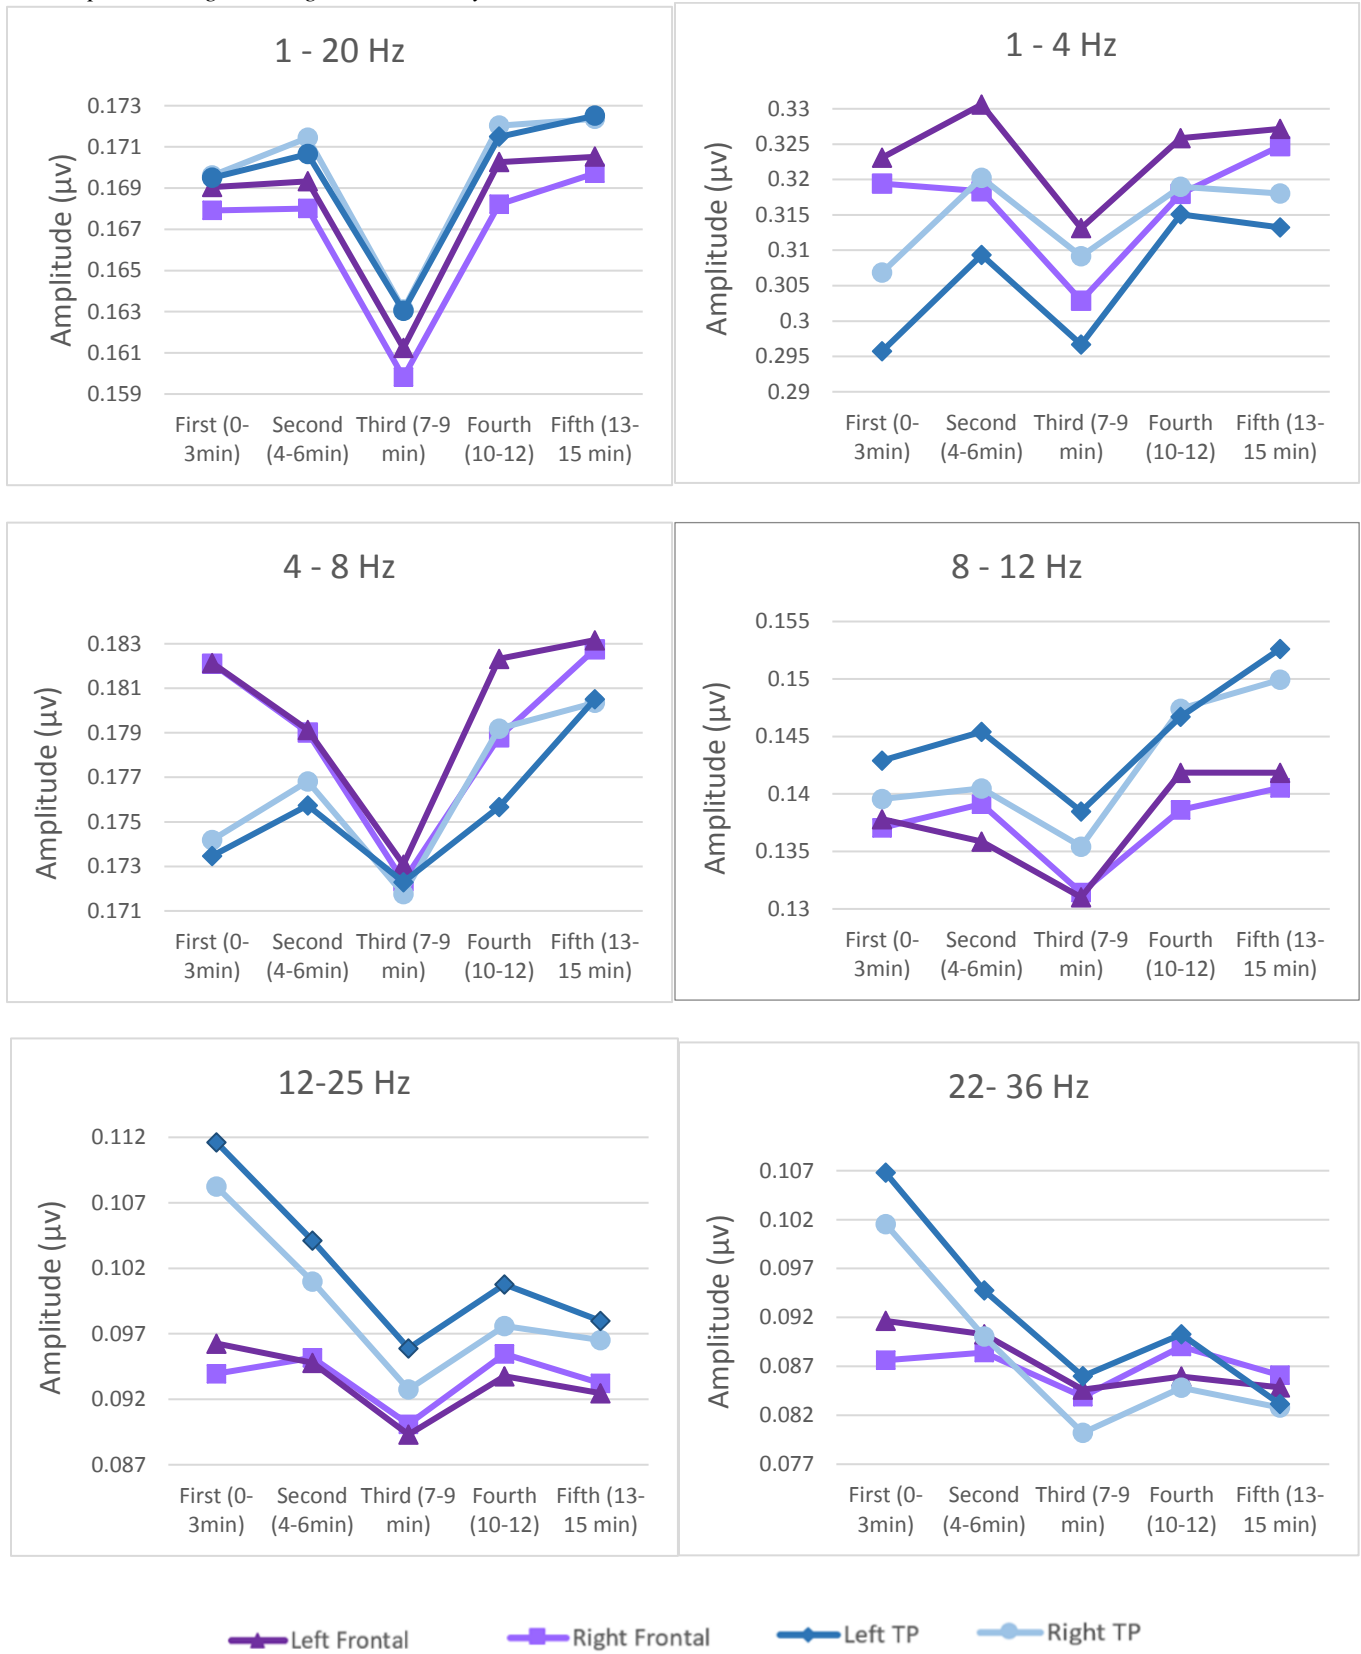 1 - 20 Hz
Amplitude (μv)
0.173
0.171
0.169
0.167
0.165
0.163
0.161
0.159
First (0-
3min)
Second
(4-6min)
Third (7-9
min)
Fourth
(10-12)
Fifth (13-
15 min)
1 - 4 Hz
Amplitude (μv)
0.33
0.325
0.32
0.315
0.31
0.305
0.3
0.295
0.29
First (0-
3min)
Second
(4-6min)
Third (7-9
min)
Fourth
(10-12)
Fifth (13-
15 min)
4 - 8 Hz
Amplitude (μv)
0.183
0.181
0.179
0.177
0.175
0.173
0.171
First (0-
3min)
Second
(4-6min)
Third (7-9
min)
Fourth
(10-12)
Fifth (13-
15 min)
8 - 12 Hz
Amplitude (μv)
0.155
0.15
0.145
0.14
0.135
0.13
First (0-
3min)
Second
(4-6min)
Third (7-9
min)
Fourth
(10-12)
Fifth (13-
15 min)
12-25 Hz
Amplitude (μv)
0.112
0.107
0.102
0.097
0.092
0.087
First (0-
3min)
Second
(4-6min)
Third (7-9
min)
Fourth
(10-12)
Fifth (13-
15 min)
22- 36 Hz
Amplitude (μv)
0.107
0.102
0.097
0.092
0.087
0.082
0.077
First (0-
3min)
Second
(4-6min)
Third (7-9
min)
Fourth
(10-12)
Fifth (13-
15 min)
Left Frontal
Right Frontal
Left TP
Right TP